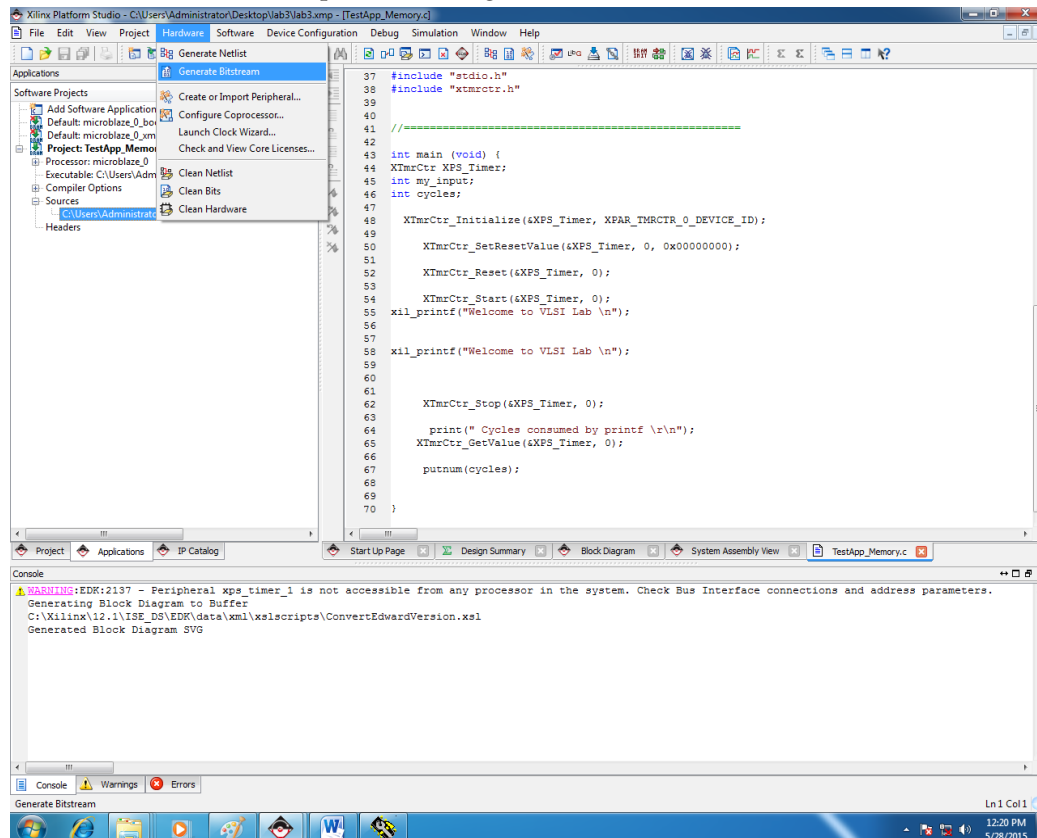 Xilinx Platform Studio - C:\Users\Administrator\Desktop\lab3\lab3.xmp - [TestApp_Memory.c]
File Edit View Project Hardware Software Device Configuration Debug Simulation Window Help
Generate Netlist
Generate Bitstream
Create or Import Peripheral...
Configure Coprocessor...
Launch Clock Wizard...
Check and View Core Licenses...
Clean Netlist
Clean Bits
Clean Hardware
Applications
Software Projects
Add Software Application
Default: microblaze_0_boo
Default: microblaze_0_xm
Project: TestApp_Memor
Processor: microblaze_0
Executable: C:\Users\Adm
Compiler Options
Sources
C:\Users\Administrato
Headers
37 #include "stdio.h"
38 #include "xtmrctr.h"
39
40
41 //====================================================
42
43 int main (void) {
44 XTmrCtr XPS_Timer;
45 int my_input;
46 int cycles;
47
48 XTmrCtr_Initialize(&XPS_Timer, XPAR_TMRCTR_0_DEVICE_ID);
49
50 XTmrCtr_SetResetValue(&XPS_Timer, 0, 0x00000000);
51
52 XTmrCtr_Reset(&XPS_Timer, 0);
53
54 XTmrCtr_Start(&XPS_Timer, 0);
55 xil_printf("Welcome to VLSI Lab \n");
56
57
58 xil_printf("Welcome to VLSI Lab \n");
59
60
61
62 XTmrCtr_Stop(&XPS_Timer, 0);
63
64 print(" Cycles consumed by printf \r\n");
65 XTmrCtr_GetValue(&XPS_Timer, 0);
66
67 putnum(cycles);
68
69
70 }
Project Applications IP Catalog
Start Up Page Design Summary Block Diagram System Assembly View TestApp_Memory.c
Console
WARNING:EDK:2137 - Peripheral xps_timer_1 is not accessible from any processor in the system. Check Bus Interface connections and address parameters.
Generating Block Diagram to Buffer
C:\Xilinx\12.1\ISE_DS\EDK\data\xml\xslscripts\ConvertEdwardVersion.xsl
Generated Block Diagram SVG
Console Warnings Errors
Generate Bitstream
Ln 1 Col 1
12:20 PM
5/28/2015